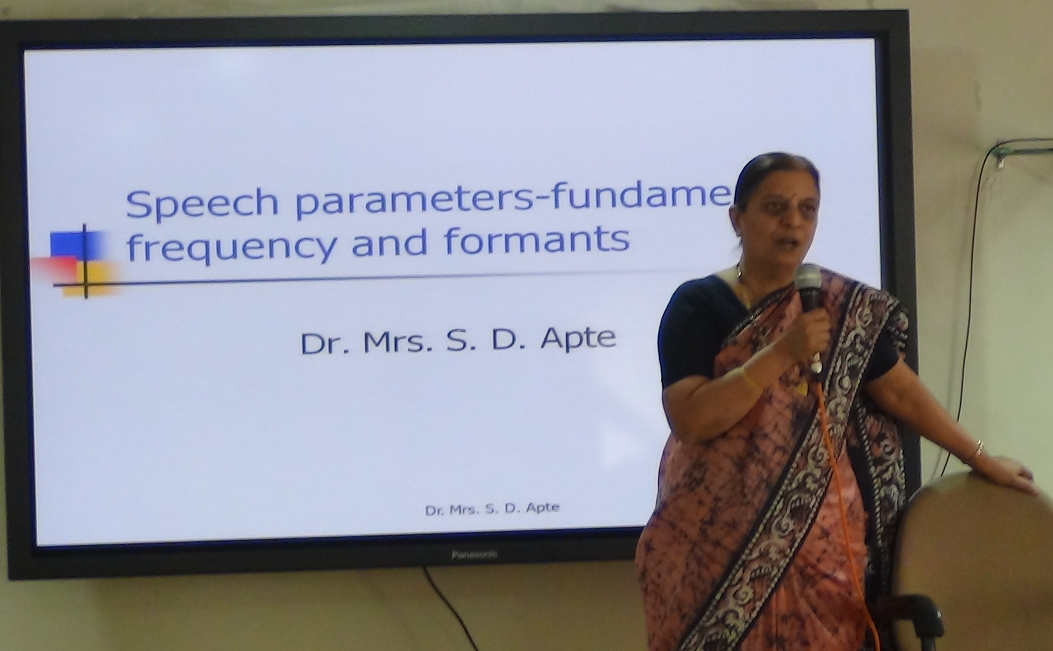 Speech parameters-fundame
frequency and formants
Dr. Mrs. S. D. Apte
Dr. Mrs. S. D. Apte
Panasonic